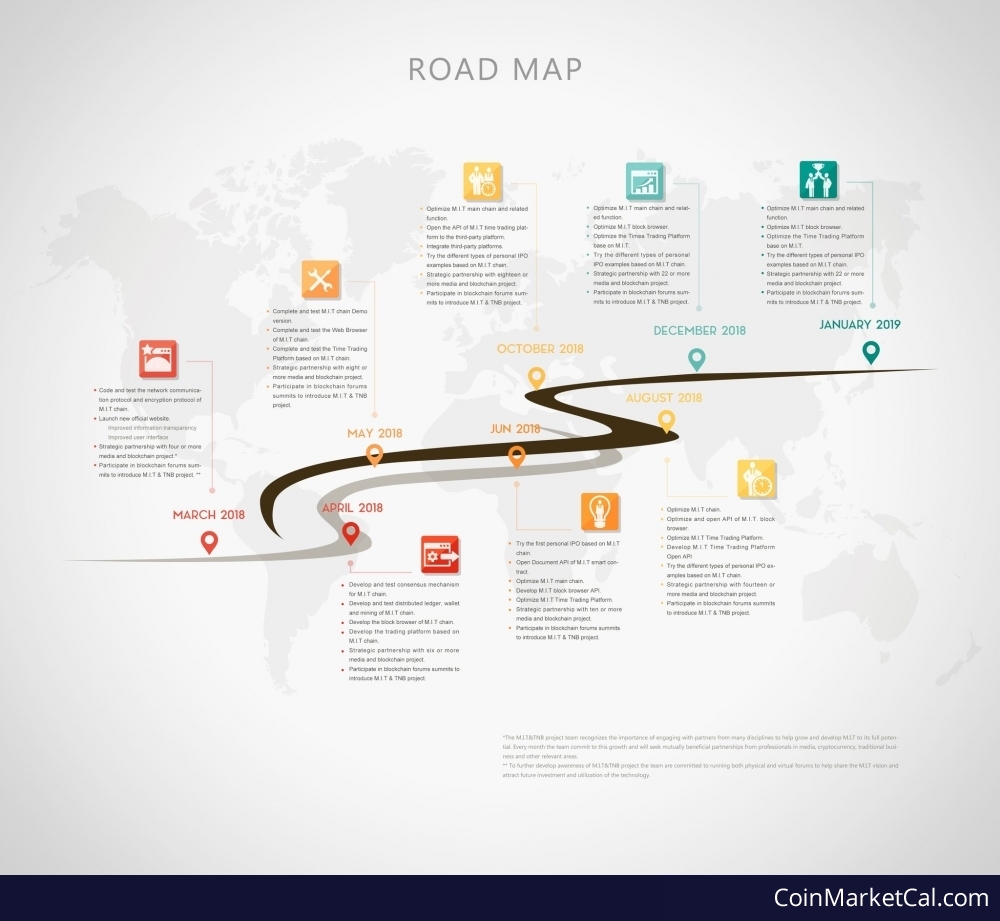 ROAD MAP
• Code and test the network communica-
tion protocol and encryption protocol of
M.I.T chain.
• Launch new official website.
Improved information transparency
Improved user interface
• Strategic partnership with four or more
media and blockchain project.*
• Participate in blockchain forums sum-
mits to introduce M.I.T & TNB project. **
MARCH 2018
APRIL 2018
• Develop and test consensus mechanism
for M.I.T chain.
• Develop and test distributed ledger, wallet
and mining of M.I.T chain.
• Develop the block browser of M.I.T chain.
• Develop the trading platform based on
M.I.T chain.
• Strategic partnership with six or more
media and blockchain project.
• Participate in blockchain forums summits to
introduce M.I.T & TNB project.
• Complete and test M.I.T chain Demo
version.
• Complete and test the Web Browser
of M.I.T chain.
• Complete and test the Time Trading
Platform based on M.I.T chain.
• Strategic partnership with eight or
more media and blockchain project.
• Participate in blockchain forums
summits to introduce M.I.T & TNB
project.
MAY 2018
JUN 2018
• Try the first personal IPO based on M.I.T
chain.
• Open Document API of M.I.T smart con-
tract.
• Optimize M.I.T main chain.
• Develop M.I.T block browser API.
• Optimize M.I.T Time Trading Platform.
• Strategic partnership with ten or more
media and blockchain project.
• Participate in blockchain forums summits
to introduce M.I.T & TNB project.
AUGUST 2018
• Optimize M.I.T chain.
• Optimize and open API of M.I.T. block
browser.
• Optimize M.I.T Time Trading Platform.
• Develop M.I.T Time Trading Platform
Open API
• Try the different types of personal IPO ex-
amples based on M.I.T chain.
• Strategic partnership with fourteen or
more media and blockchain project.
• Participate in blockchain forums summits
to introduce M.I.T & TNB project.
• Optimize M.I.T main chain and related
function.
• Open the API of M.I.T time trading plat-
form to the third-party platform.
• Integrate third-party platforms.
• Try the different types of personal IPO
examples based on M.I.T chain.
• Strategic partnership with eighteen or
more media and blockchain project.
• Participate in blockchain forums sum-
mits to introduce M.I.T & TNB project.
OCTOBER 2018
• Optimize M.I.T main chain and relat-
ed function.
• Optimize M.I.T block browser.
• Optimize the Timea Trading Platform
base on M.I.T.
• Try the different types of personal
IPO examples based on M.I.T chain.
• Strategic partnership with 22 or more
media and blockchain project.
• Participate in blockchain forums sum-
mits to introduce M.I.T & TNB project.
DECEMBER 2018
• Optimize M.I.T main chain and related
function.
• Optimize M.I.T block browser.
• Optimize the Time Trading Platform
base on M.I.T.
• Try the different types of personal IPO
examples based on M.I.T chain.
• Strategic partnership with 22 or more
media and blockchain project.
• Participate in blockchain forums sum-
mits to introduce M.I.T & TNB project.
JANUARY 2019
*The M.I.T&TNB project team recognizes the importance of engaging with partners from many disciplines to help grow and develop M.I.T to its full poten-
tial. Every month the team commit to this growth and will seek mutually beneficial partnerships from professionals in media, cryptocurrency, traditional busi-
ness and other relevant areas.
** To further develop awareness of M.I.T&TNB project the team are committed to running both physical and virtual forums to help share the M.I.T vision and
attract future investment and utilization of the technology.
CoinMarketCal.com